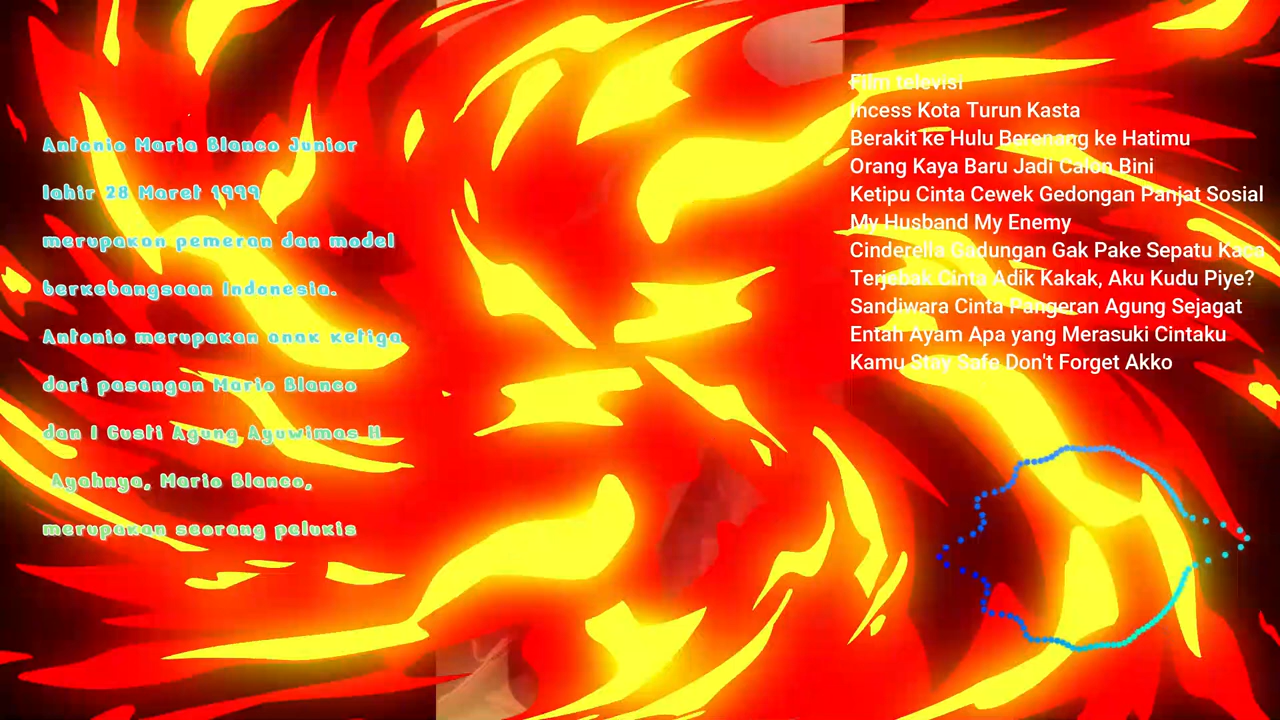 Antonio Maria Blanco Junior
lahir 28 Maret 1999
merupakan pemeran dan model
berkebangsaan Indonesia.
Antonio merupakan anak ketiga
dari pasangan Mario Blanco
dan I Gusti Agung Ayuwimas H
Ayahnya, Mario Blanco,
merupakan seorang pelukis
Film televisi
Incess Kota Turun Kasta
Berakit ke Hulu Berenang ke Hatimu
Orang Kaya Baru Jadi Calon Bini
Ketipu Cinta Cewek Gedongan Panjat Sosial
My Husband My Enemy
Cinderella Gadungan Gak Pake Sepatu Kaca
Terjebak Cinta Adik Kakak, Aku Kudu Piye?
Sandiwara Cinta Pangeran Agung Sejagat
Entah Ayam Apa yang Merasuki Cintaku
Kamu Stay Safe Don't Forget Akko